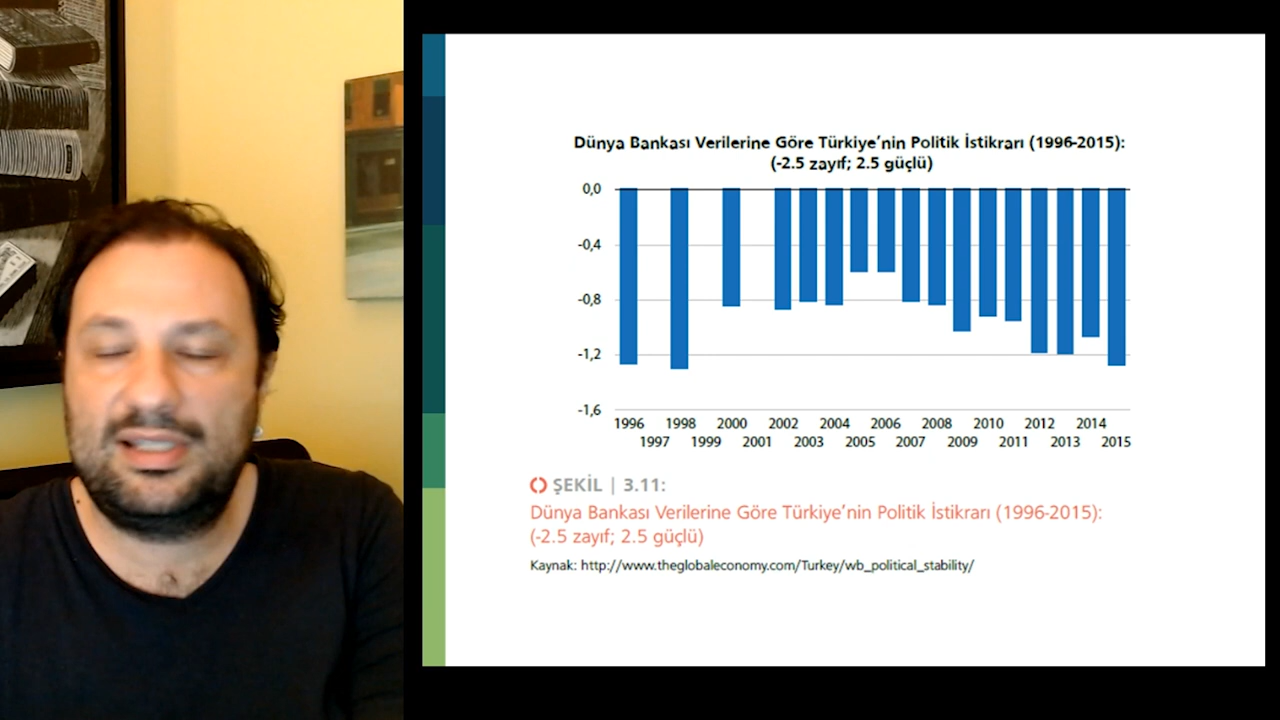 Dünya Bankası Verilerine Göre Türkiye'nin Politik İstikrarı (1996-2015):
(-2.5 zayıf; 2.5 güçlü)
0,0
-0,4
-0,8
-1,2
-1,6
1996 1998 2000 2002 2004 2006 2008 2010 2012 2014
1997 1999 2001 2003 2005 2007 2009 2011 2013 2015
ŞEKİL | 3.11:
Dünya Bankası Verilerine Göre Türkiye'nin Politik İstikrarı (1996-2015):
(-2.5 zayıf; 2.5 güçlü)
Kaynak: http://www.theglobaleconomy.com/Turkey/wb_political_stability/